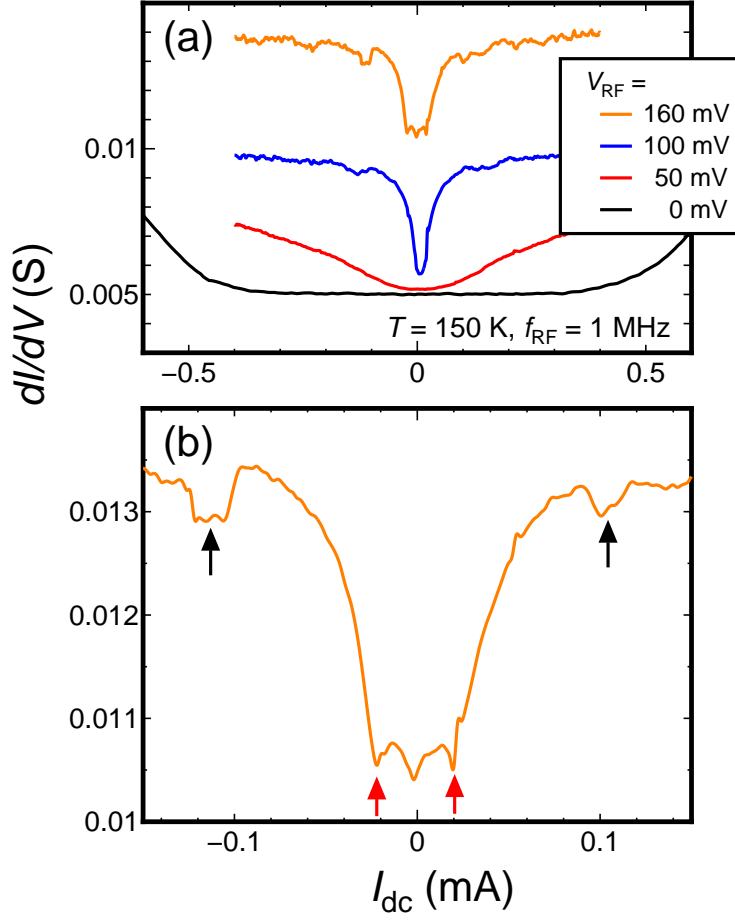 (a)
V_RF =
160 mV
100 mV
50 mV
0 mV
0.01
0.005
T = 150 K, f_RF = 1 MHz
−0.5
0
0.5
dI/dV (S)
(b)
0.013
0.012
0.011
0.01
−0.1
0
0.1
I_dc (mA)